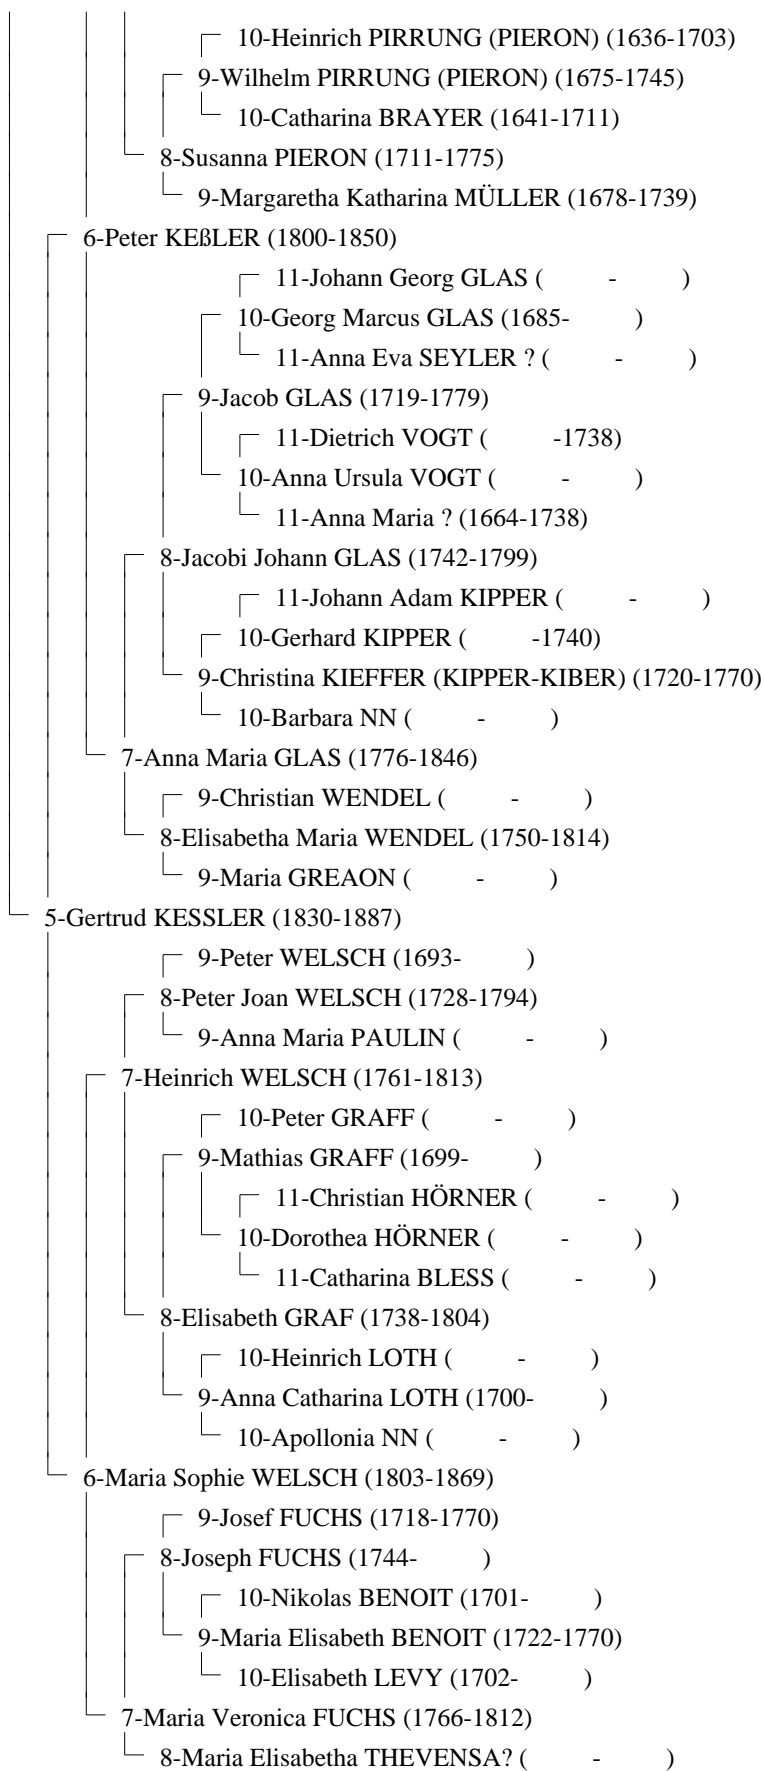 10-Heinrich PIRRUNG (PIERON) (1636-1703)
9-Wilhelm PIRRUNG (PIERON) (1675-1745)
10-Catharina BRAYER (1641-1711)
8-Susanna PIERON (1711-1775)
9-Margaretha Katharina MÜLLER (1678-1739)
6-Peter KEßLER (1800-1850)
11-Johann Georg GLAS ( - )
10-Georg Marcus GLAS (1685- )
11-Anna Eva SEYLER ? ( - )
9-Jacob GLAS (1719-1779)
11-Dietrich VOGT ( -1738)
10-Anna Ursula VOGT ( - )
11-Anna Maria ? (1664-1738)
8-Jacobi Johann GLAS (1742-1799)
11-Johann Adam KIPPER ( - )
10-Gerhard KIPPER ( -1740)
9-Christina KIEFFER (KIPPER-KIBER) (1720-1770)
10-Barbara NN ( - )
7-Anna Maria GLAS (1776-1846)
9-Christian WENDEL ( - )
8-Elisabetha Maria WENDEL (1750-1814)
9-Maria GREAON ( - )
5-Gertrud KESSLER (1830-1887)
9-Peter WELSCH (1693- )
8-Peter Joan WELSCH (1728-1794)
9-Anna Maria PAULIN ( - )
7-Heinrich WELSCH (1761-1813)
10-Peter GRAFF ( - )
9-Mathias GRAFF (1699- )
11-Christian HÖRNER ( - )
10-Dorothea HÖRNER ( - )
11-Catharina BLESS ( - )
8-Elisabeth GRAF (1738-1804)
10-Heinrich LOTH ( - )
9-Anna Catharina LOTH (1700- )
10-Apollonia NN ( - )
6-Maria Sophie WELSCH (1803-1869)
9-Josef FUCHS (1718-1770)
8-Joseph FUCHS (1744- )
10-Nikolas BENOIT (1701- )
9-Maria Elisabeth BENOIT (1722-1770)
10-Elisabeth LEVY (1702- )
7-Maria Veronica FUCHS (1766-1812)
8-Maria Elisabetha THEVENSA? ( - )